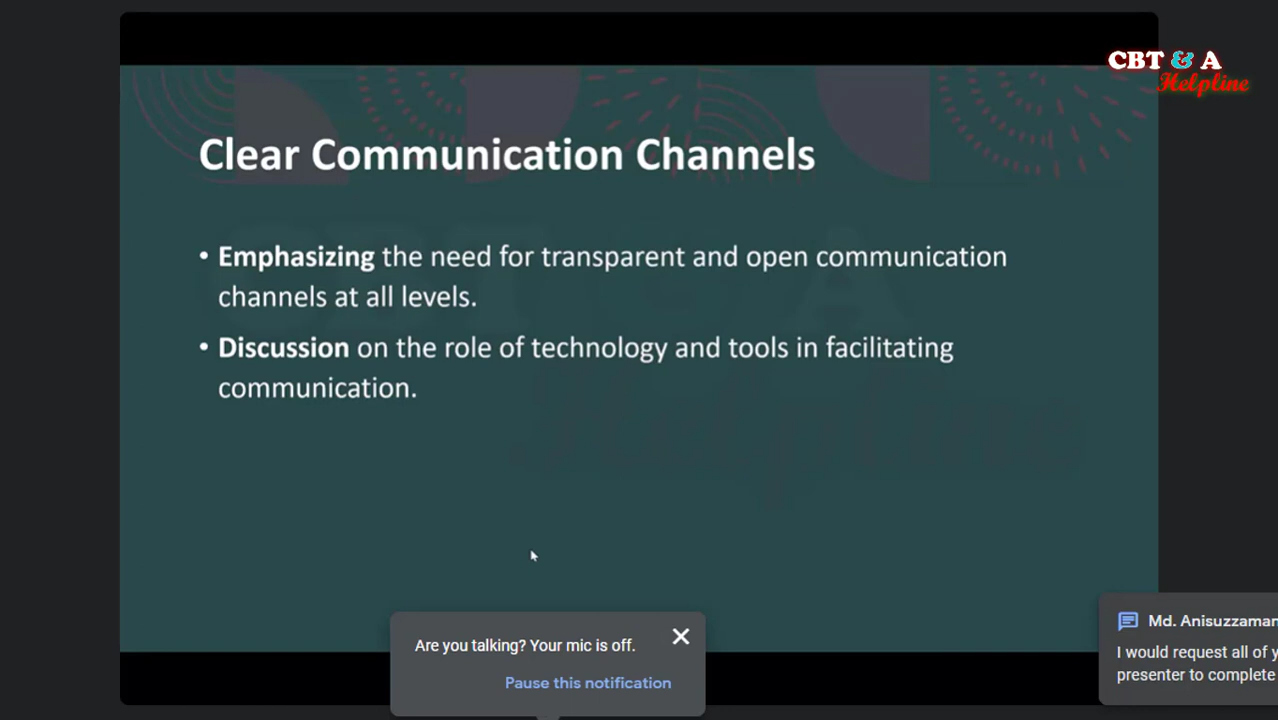 CBT & A
Helpline
Clear Communication Channels
• Emphasizing the need for transparent and open communication
channels at all levels.
• Discussion on the role of technology and tools in facilitating
communication.
Are you talking? Your mic is off.
Pause this notification
Md. Anisuzzaman
I would request all of y
presenter to complete